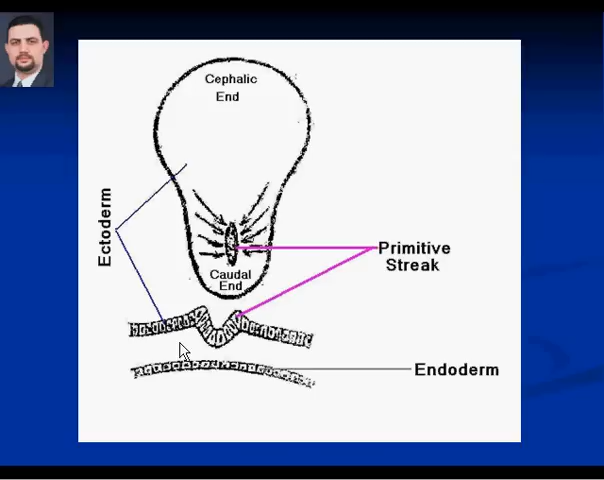 Cephalic
End
Ectoderm
Primitive
Streak
Caudal
End
Endoderm